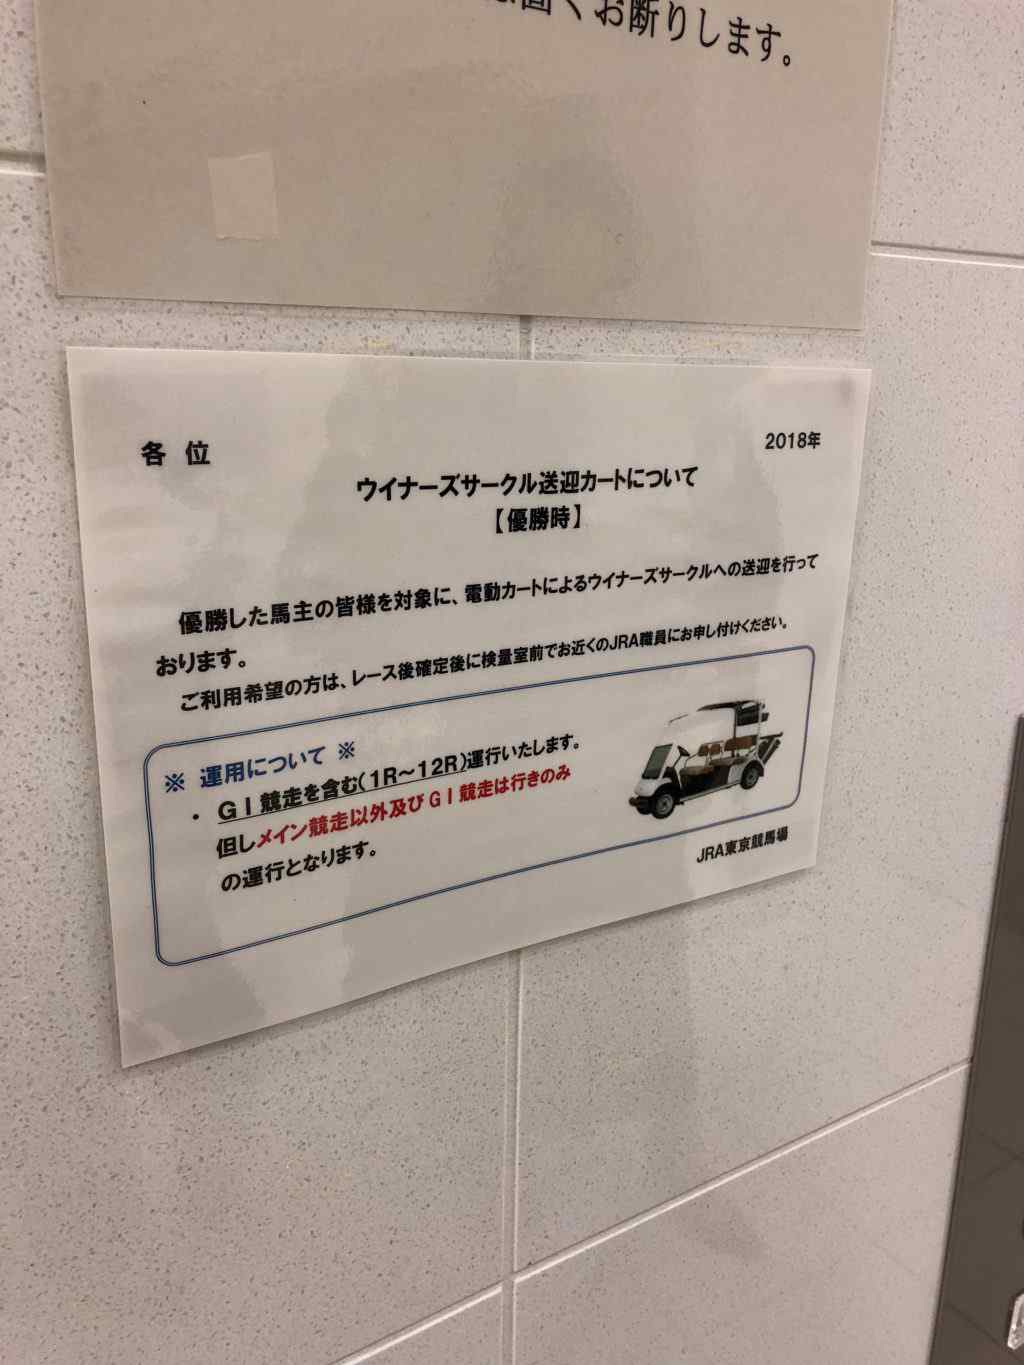 くお断りします。
各 位
2018年
ウイナーズサークル送迎カートについて
【優勝時】
優勝した馬主の皆様を対象に、電動カートによるウイナーズサークルへの送迎を行って
おります。
ご利用希望の方は、レース後確定後に検量室前でお近くのJRA職員にお申し付けください。
※ 運用について ※
・ GⅠ競走を含む(1R~12R)運行いたします。
但しメイン競走以外及びGⅠ競走は行きのみ
の運行となります。
JRA東京競馬場